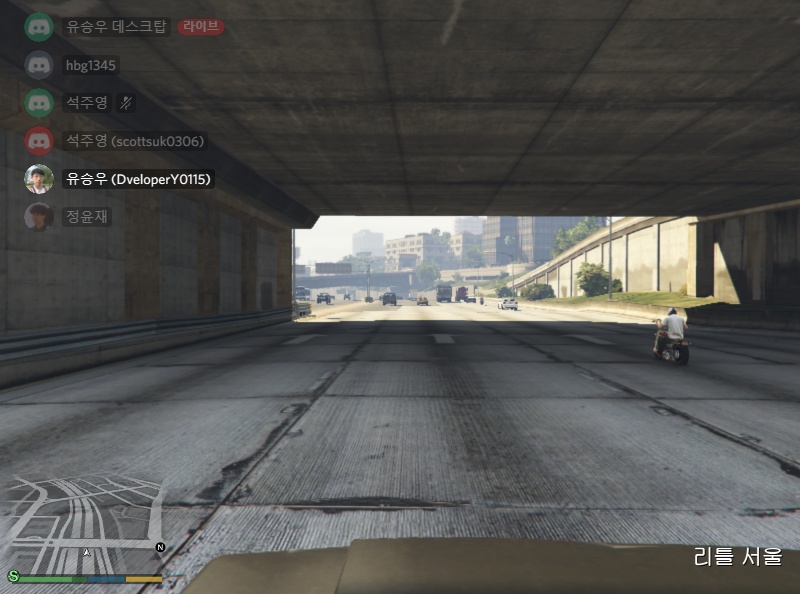 유승우 데스크탑 라이브
hbg1345
석주영
석주영 (scottsuk0306)
유승우 (DveloperY0115)
정윤재
N
S
리틀 서울